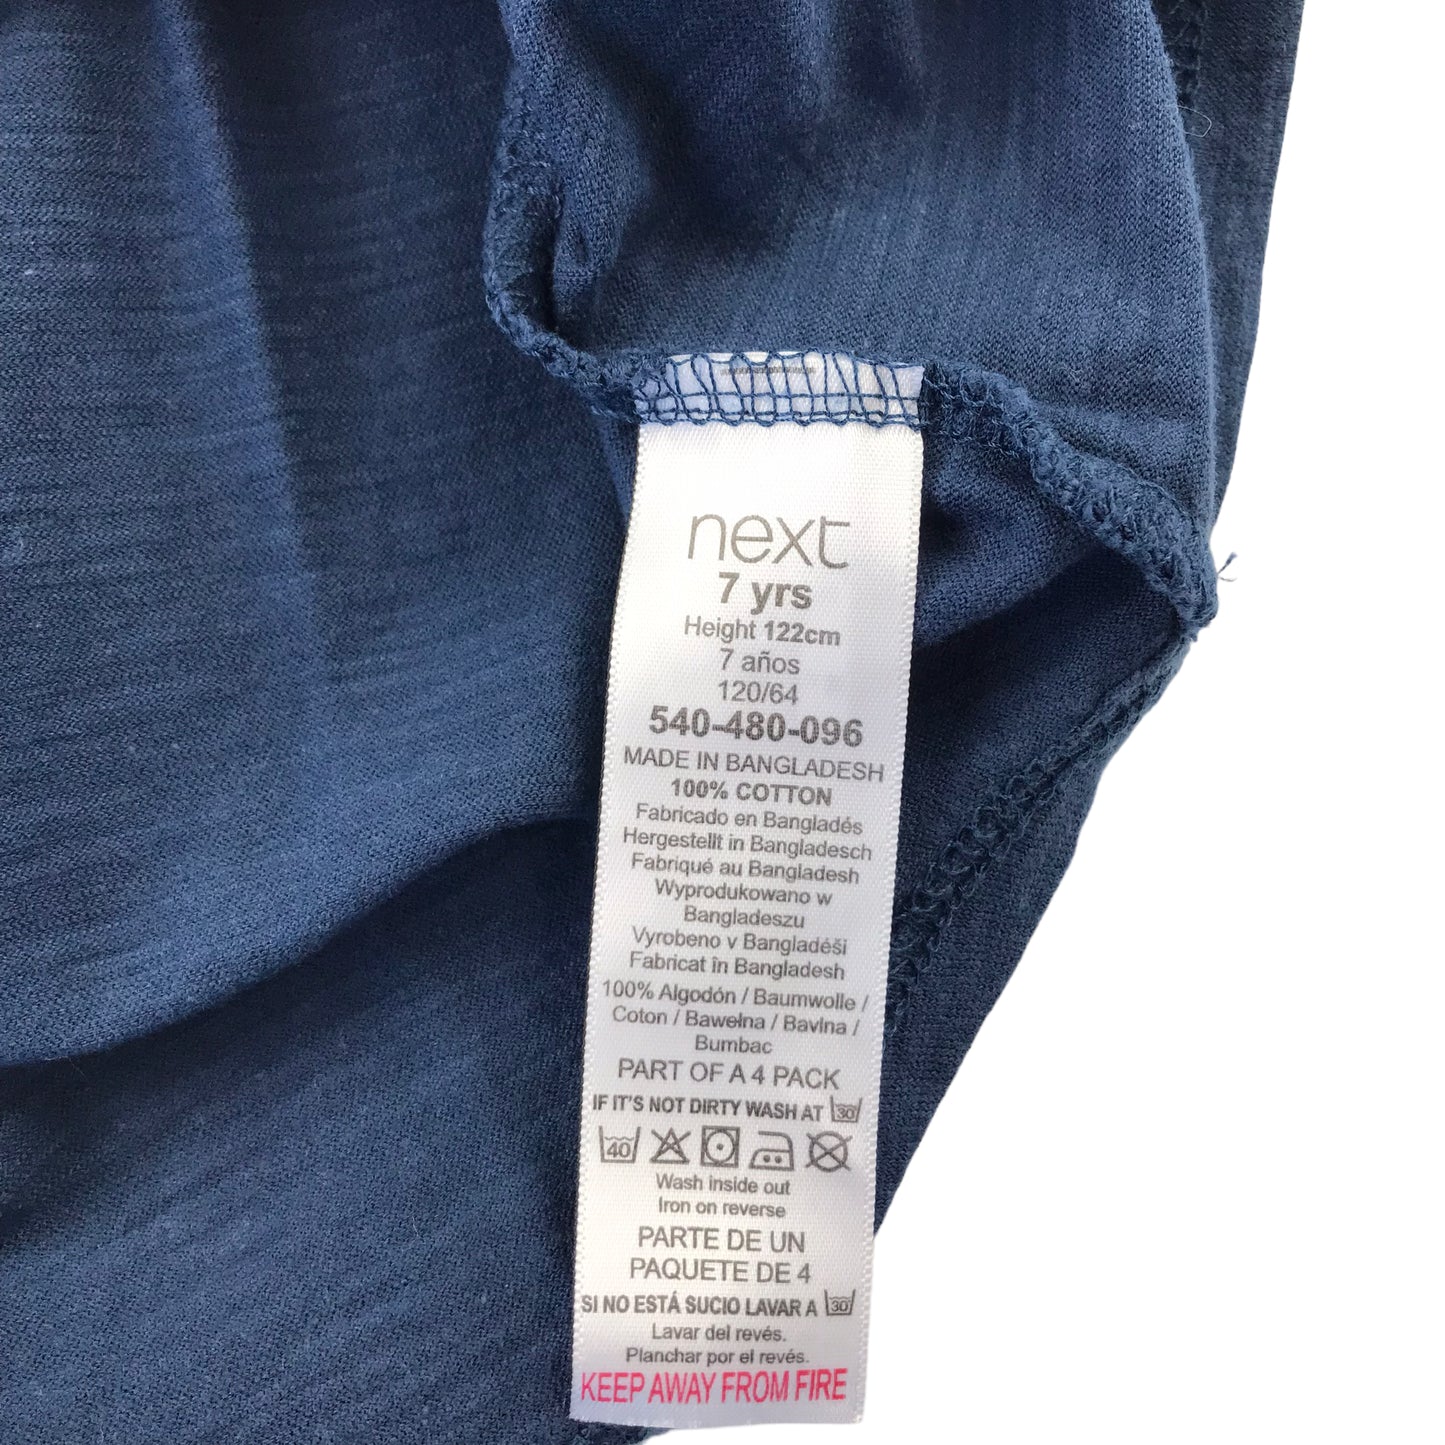 next
7 yrs
Height 122cm
7 años
120/64
540-480-096
MADE IN BANGLADESH
100% COTTON
Fabricado en Bangladés
Hergestellt in Bangladesch
Fabriqué au Bangladesh
Wyprodukowano w
Bangladeszu
Vyrobeno v Bangladéši
Fabricat în Bangladesh
100% Algodón / Baumwolle /
Coton / Bawełna / Bavlna /
Bumbac
PART OF A 4 PACK
IF IT'S NOT DIRTY WASH AT 30
40
Wash inside out
Iron on reverse
PARTE DE UN
PAQUETE DE 4
SI NO ESTÁ SUCIO LAVAR A 30
Lavar del revés.
Planchar por el revés.
KEEP AWAY FROM FIRE